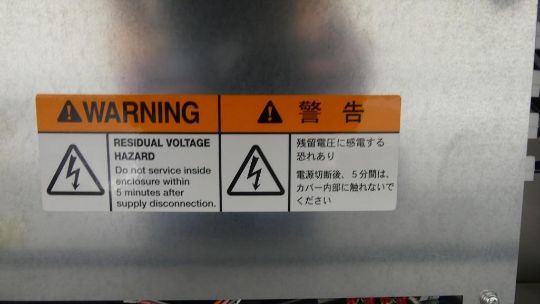 WARNING
RESIDUAL VOLTAGE
HAZARD
Do not service inside
enclosure within
5 minutes after
supply disconnection.
警告
残留電圧に感電する
恐れあり
電源切断後、5分間は、
カバー内部に触れないで
ください